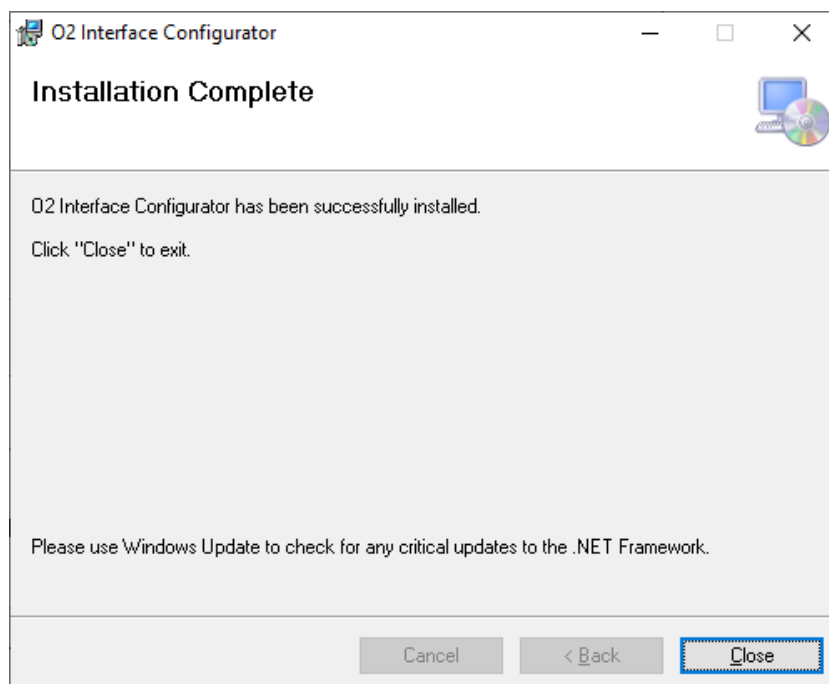 O2 Interface Configurator
Installation Complete
O2 Interface Configurator has been successfully installed.
Click "Close" to exit.
Please use Windows Update to check for any critical updates to the .NET Framework.
Cancel
< Back
Close